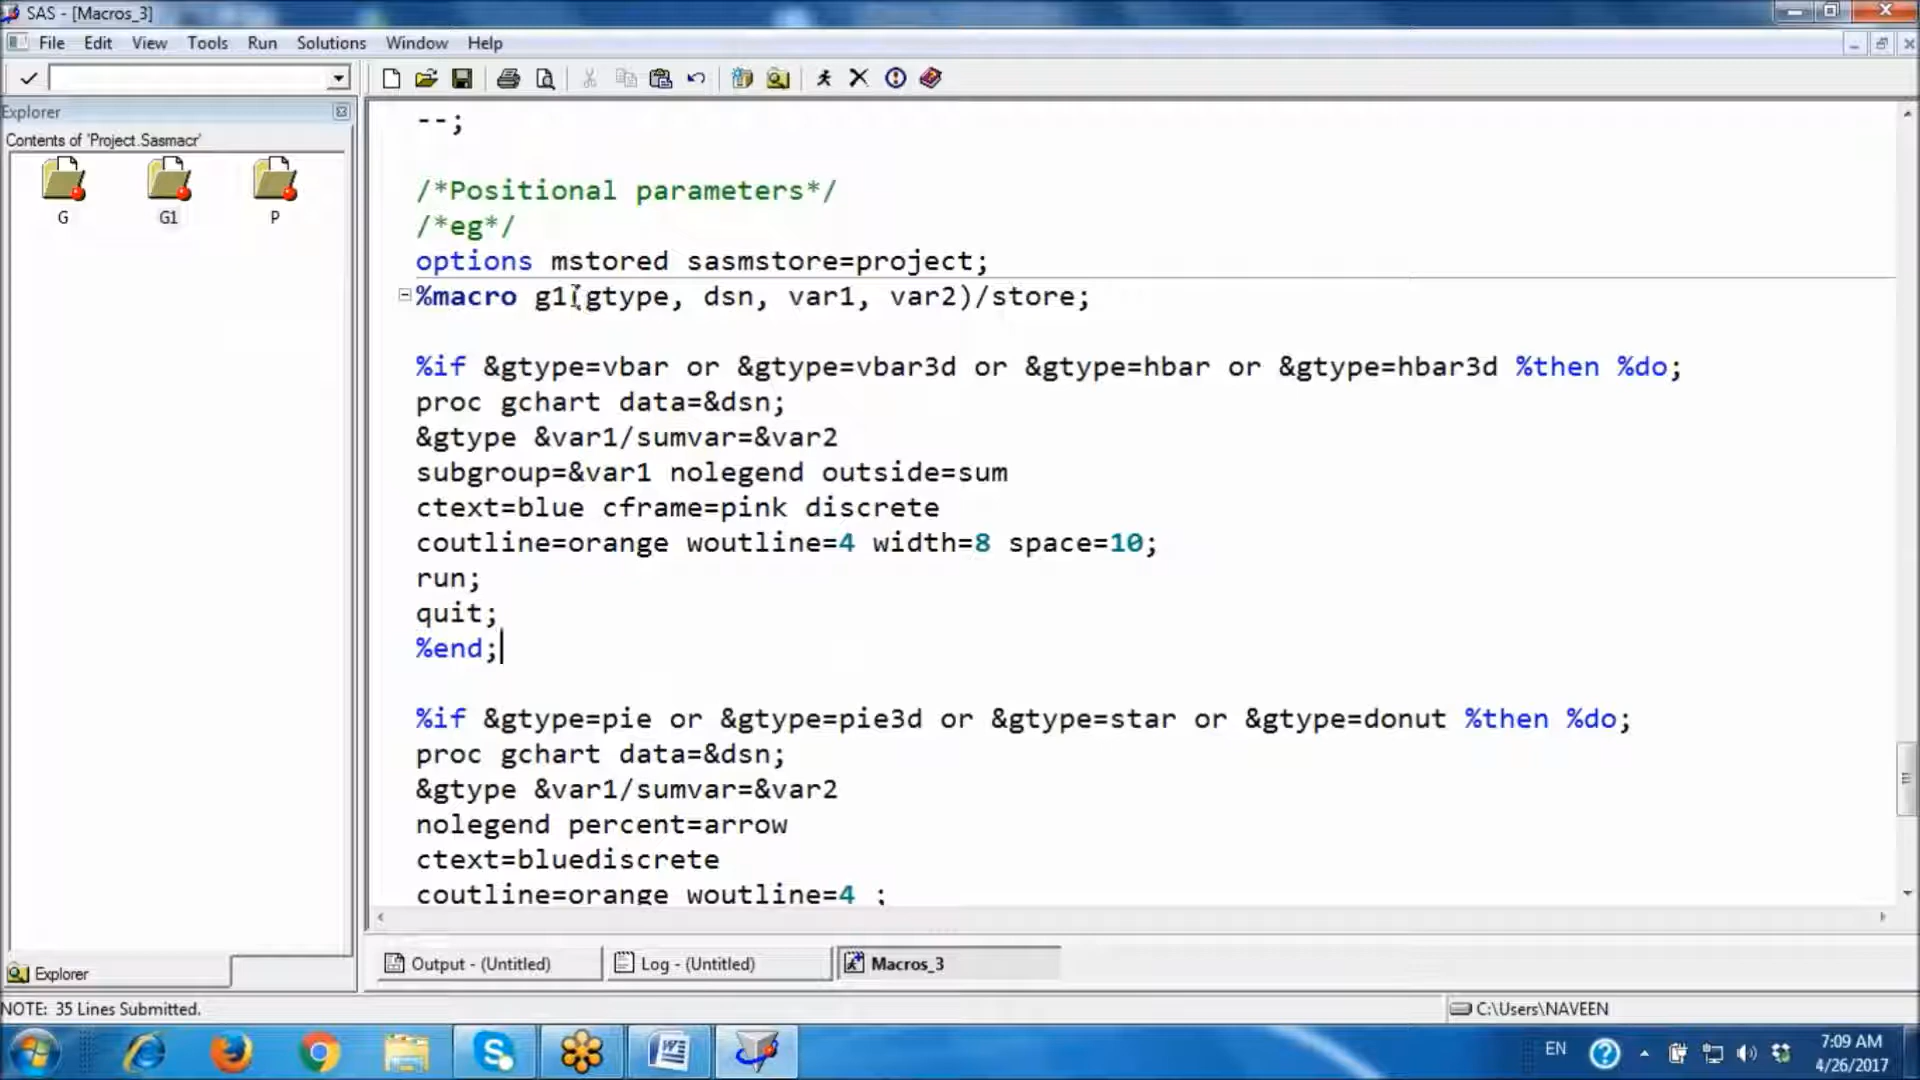 SAS - [Macros_3]
File Edit View Tools Run Solutions Window Help
Explorer
Contents of 'Project.Sasmacr'
G G1 P
--;
/*Positional parameters*/
/*eg*/
options mstored sasmstore=project;
%macro g1(gtype, dsn, var1, var2)/store;
%if &gtype=vbar or &gtype=vbar3d or &gtype=hbar or &gtype=hbar3d %then %do;
proc gchart data=&dsn;
&gtype &var1/sumvar=&var2
subgroup=&var1 nolegend outside=sum
ctext=blue cframe=pink discrete
coutline=orange woutline=4 width=8 space=10;
run;
quit;
%end;
%if &gtype=pie or &gtype=pie3d or &gtype=star or &gtype=donut %then %do;
proc gchart data=&dsn;
&gtype &var1/sumvar=&var2
nolegend percent=arrow
ctext=bluediscrete
coutline=orange woutline=4 ;
Explorer
Output - (Untitled) Log - (Untitled) Macros_3
NOTE: 35 Lines Submitted.
C:\Users\NAVEEN
EN
7:09 AM
4/26/2017